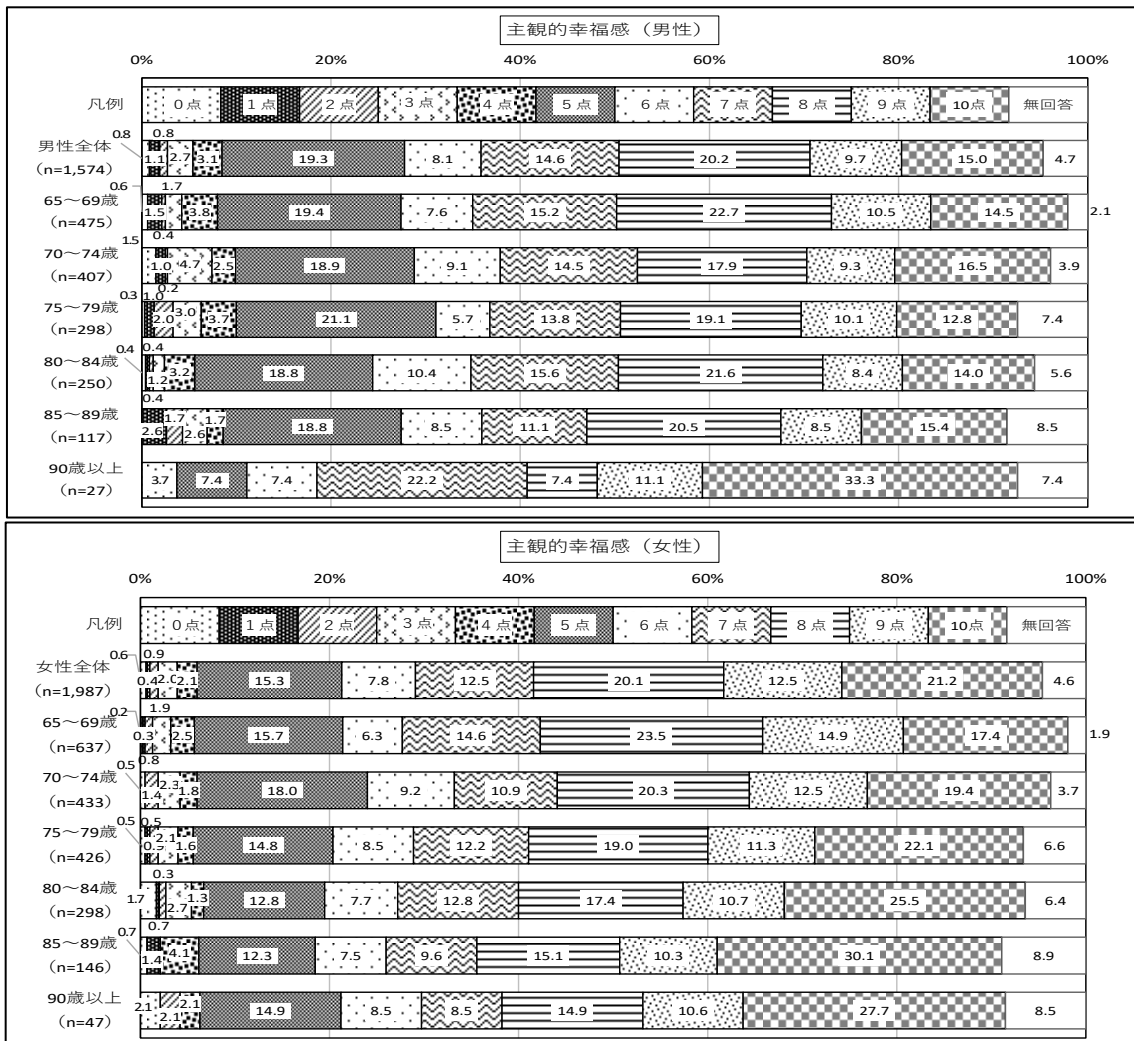 主観的幸福感（男性）
0% 20% 40% 60% 80% 100%
凡例 0点 1点 2点 3点 4点 5点 6点 7点 8点 9点 10点 無回答
0.8 0.8
男性全体 1.1 2.7 3.1 19.3 8.1 14.6 20.2 9.7 15.0 4.7
（n=1,574）
0.6 1.7
65～69歳 1.5 3.8 19.4 7.6 15.2 22.7 10.5 14.5 2.1
（n=475）
1.5 0.4
70～74歳 1.0 4.7 2.5 18.9 9.1 14.5 17.9 9.3 16.5 3.9
（n=407）
0.2
0.3 1.0
75～79歳 2.0 3.0 3.7 21.1 5.7 13.8 19.1 10.1 12.8 7.4
（n=298）
0.4 0.4
80～84歳 1.2 3.2 18.8 10.4 15.6 21.6 8.4 14.0 5.6
（n=250）
0.4
85～89歳 2.6 1.7 2.6 1.7 18.8 8.5 11.1 20.5 8.5 15.4 8.5
（n=117）
90歳以上 3.7 7.4 7.4 22.2 7.4 11.1 33.3 7.4
（n=27）
主観的幸福感（女性）
0% 20% 40% 60% 80% 100%
凡例 0点 1点 2点 3点 4点 5点 6点 7点 8点 9点 10点 無回答
0.6 0.9
女性全体 0.4 2.0 2.1 15.3 7.8 12.5 20.1 12.5 21.2 4.6
（n=1,987）
0.2 1.9
65～69歳 0.3 2.5 15.7 6.3 14.6 23.5 14.9 17.4 1.9
（n=637）
0.5 0.8
70～74歳 1.4 2.3 1.8 18.0 9.2 10.9 20.3 12.5 19.4 3.7
（n=433）
0.5 0.5
75～79歳 2.1 1.6 14.8 8.5 12.2 19.0 11.3 22.1 6.6
（n=426）
0.3
80～84歳 1.7 2.7 1.3 12.8 7.7 12.8 17.4 10.7 25.5 6.4
（n=298）
0.7 0.7
85～89歳 1.4 4.1 12.3 7.5 9.6 15.1 10.3 30.1 8.9
（n=146）
90歳以上 2.1 2.1 2.1 14.9 8.5 8.5 14.9 10.6 27.7 8.5
（n=47）